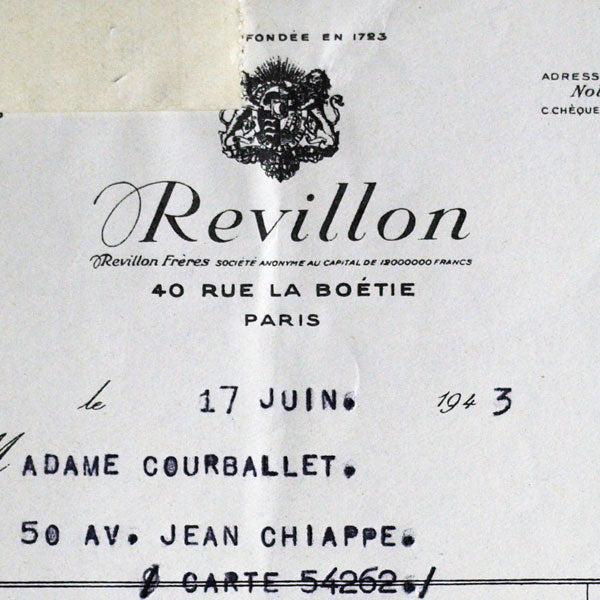 FONDÉE EN 1723
ADRESS
C.CHÈQUE
Revillon
Revillon Frères SOCIÉTÉ ANONYME AU CAPITAL DE 12000000 FRANCS
40 RUE LA BOÉTIE
PARIS
le 17 JUIN. 1943
MADAME COURBALLET.
50 AV. JEAN CHIAPPE.
CARTE 54262./